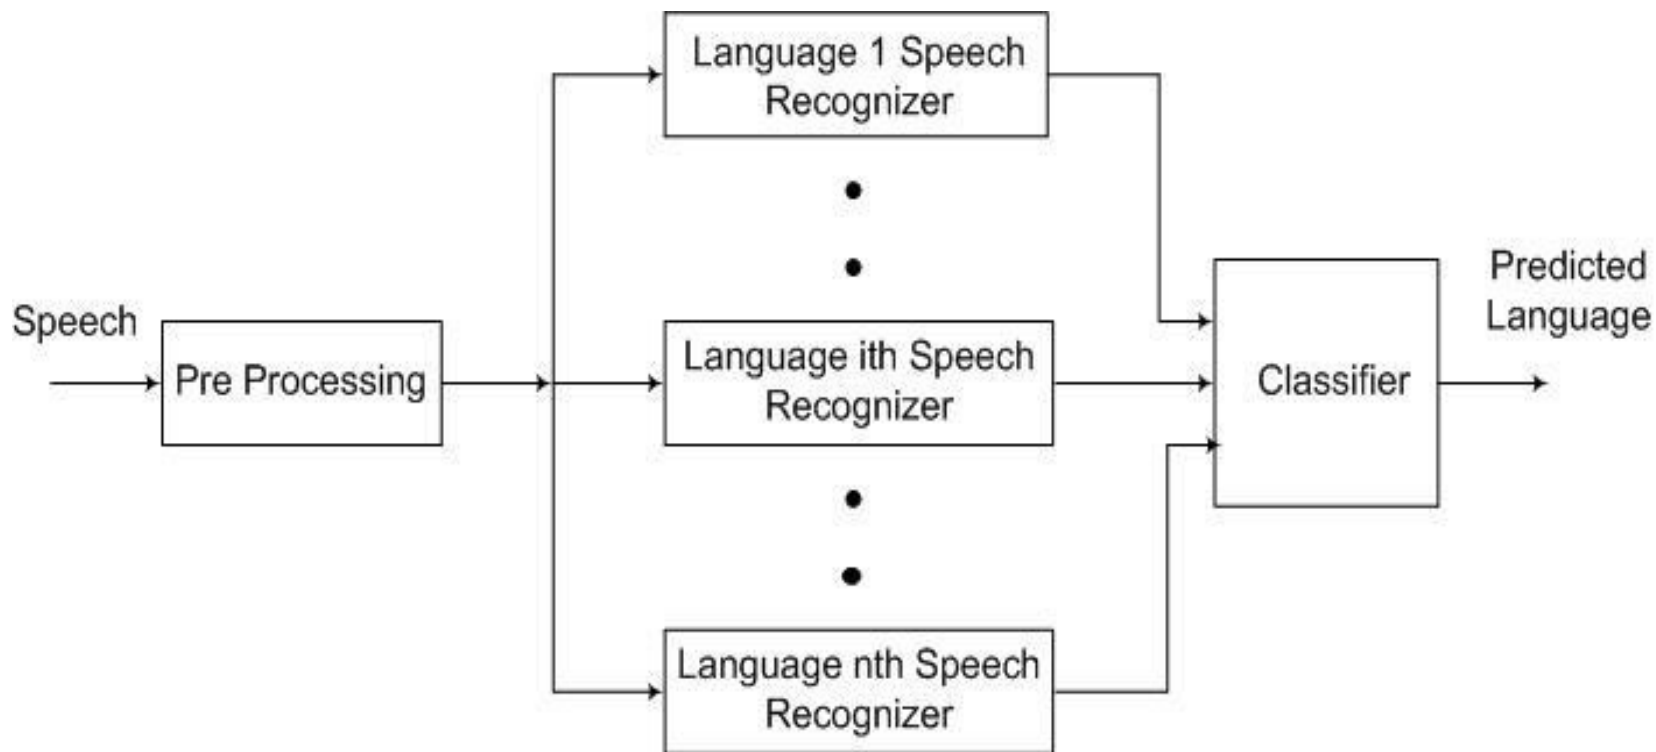 Language 1 Speech
Recognizer
Speech
Pre Processing
Language ith Speech
Recognizer
Classifier
Predicted
Language
Language nth Speech
Recognizer